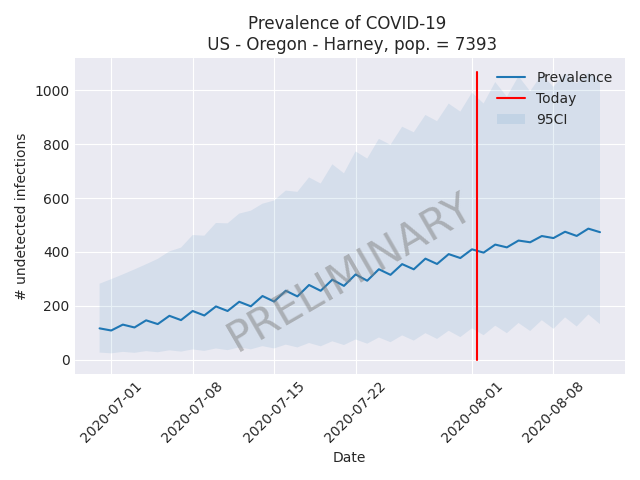 Prevalence of COVID-19
US - Oregon - Harney, pop. = 7393
Prevalence
Today
95CI
PRELIMINARY
# undetected infections
1000
800
600
400
200
0
2020-07-01
2020-07-08
2020-07-15
2020-07-22
2020-08-01
2020-08-08
Date